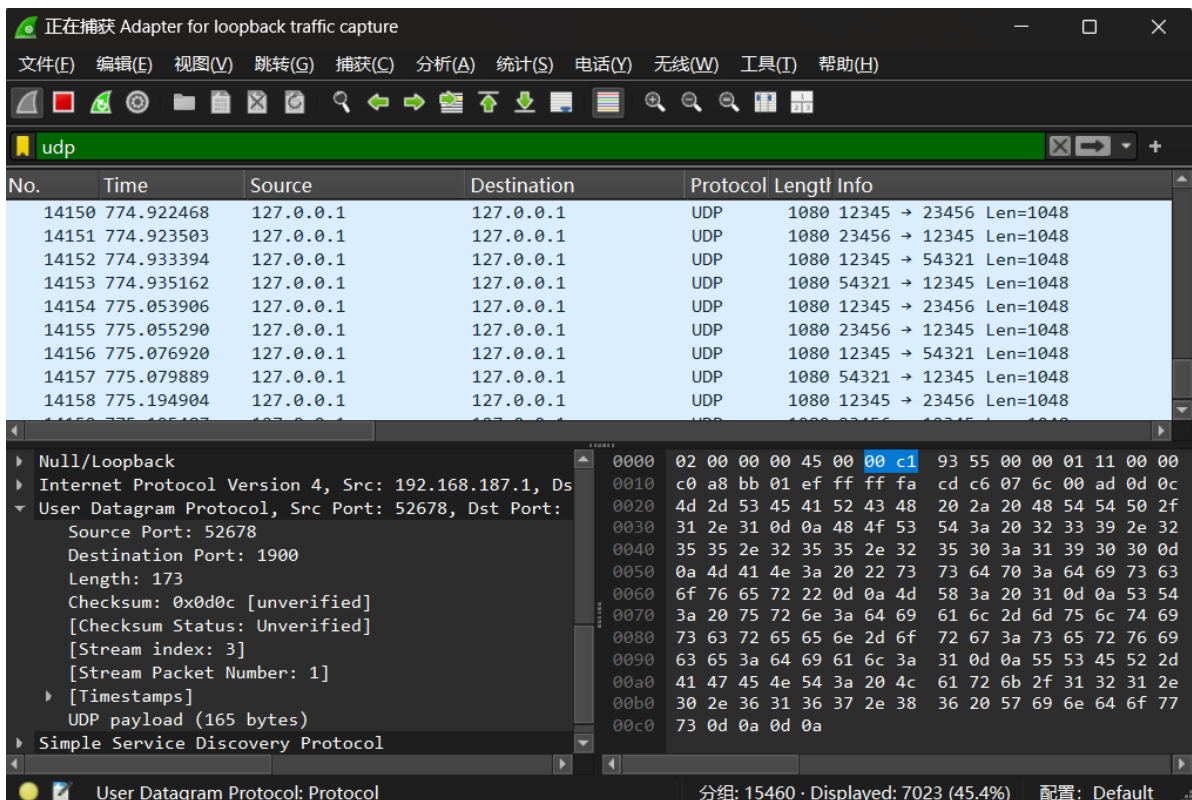 正在捕获 Adapter for loopback traffic capture
文件(F) 编辑(E) 视图(V) 跳转(G) 捕获(C) 分析(A) 统计(S) 电话(Y) 无线(W) 工具(T) 帮助(H)
udp
No. Time Source Destination Protocol Length Info
14150 774.922468 127.0.0.1 127.0.0.1 UDP 1080 12345 → 23456 Len=1048
14151 774.923503 127.0.0.1 127.0.0.1 UDP 1080 23456 → 12345 Len=1048
14152 774.933394 127.0.0.1 127.0.0.1 UDP 1080 12345 → 54321 Len=1048
14153 774.935162 127.0.0.1 127.0.0.1 UDP 1080 54321 → 12345 Len=1048
14154 775.053906 127.0.0.1 127.0.0.1 UDP 1080 12345 → 23456 Len=1048
14155 775.055290 127.0.0.1 127.0.0.1 UDP 1080 23456 → 12345 Len=1048
14156 775.076920 127.0.0.1 127.0.0.1 UDP 1080 12345 → 54321 Len=1048
14157 775.079889 127.0.0.1 127.0.0.1 UDP 1080 54321 → 12345 Len=1048
14158 775.194904 127.0.0.1 127.0.0.1 UDP 1080 12345 → 23456 Len=1048
Null/Loopback
Internet Protocol Version 4, Src: 192.168.187.1, Ds
User Datagram Protocol, Src Port: 52678, Dst Port:
Source Port: 52678
Destination Port: 1900
Length: 173
Checksum: 0x0d0c [unverified]
[Checksum Status: Unverified]
[Stream index: 3]
[Stream Packet Number: 1]
[Timestamps]
UDP payload (165 bytes)
Simple Service Discovery Protocol
0000 02 00 00 00 45 00 00 c1 93 55 00 00 01 11 00 00
0010 c0 a8 bb 01 ef ff ff fa cd c6 07 6c 00 ad 0d 0c
0020 4d 2d 53 45 41 52 43 48 20 2a 20 48 54 54 50 2f
0030 31 2e 31 0d 0a 48 4f 53 54 3a 20 32 33 39 2e 32
0040 35 35 2e 32 35 35 2e 32 35 30 3a 31 39 30 30 0d
0050 0a 4d 41 4e 3a 20 22 73 73 64 70 3a 64 69 73 63
0060 6f 76 65 72 22 0d 0a 4d 58 3a 20 31 0d 0a 53 54
0070 3a 20 75 72 6e 3a 64 69 61 6c 2d 6d 75 6c 74 69
0080 73 63 72 65 65 6e 2d 6f 72 67 3a 73 65 72 76 69
0090 63 65 3a 64 69 61 6c 3a 31 0d 0a 55 53 45 52 2d
00a0 41 47 45 4e 54 3a 20 4c 61 72 6b 2f 31 32 31 2e
00b0 30 2e 36 31 36 37 2e 38 36 20 57 69 6e 64 6f 77
00c0 73 0d 0a 0d 0a
User Datagram Protocol: Protocol
分组: 15460 · Displayed: 7023 (45.4%)
配置: Default